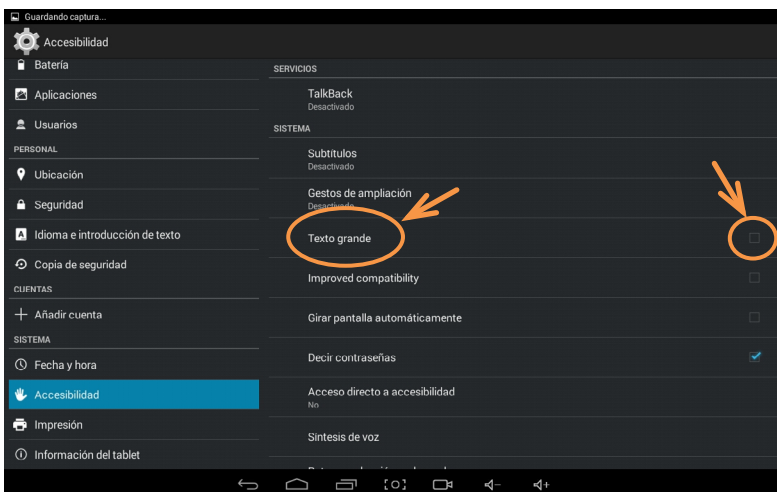 Guardando captura...
Accesibilidad
Batería
Aplicaciones
Usuarios
PERSONAL
Ubicación
Seguridad
Idioma e introducción de texto
Copia de seguridad
CUENTAS
Añadir cuenta
SISTEMA
Fecha y hora
Accesibilidad
Impresión
Información del tablet
SERVICIOS
TalkBack
Desactivado
SISTEMA
Subtítulos
Desactivado
Gestos de ampliación
Desactivado
Texto grande
Improved compatibility
Girar pantalla automáticamente
Decir contraseñas
Acceso directo a accesibilidad
No
Síntesis de voz